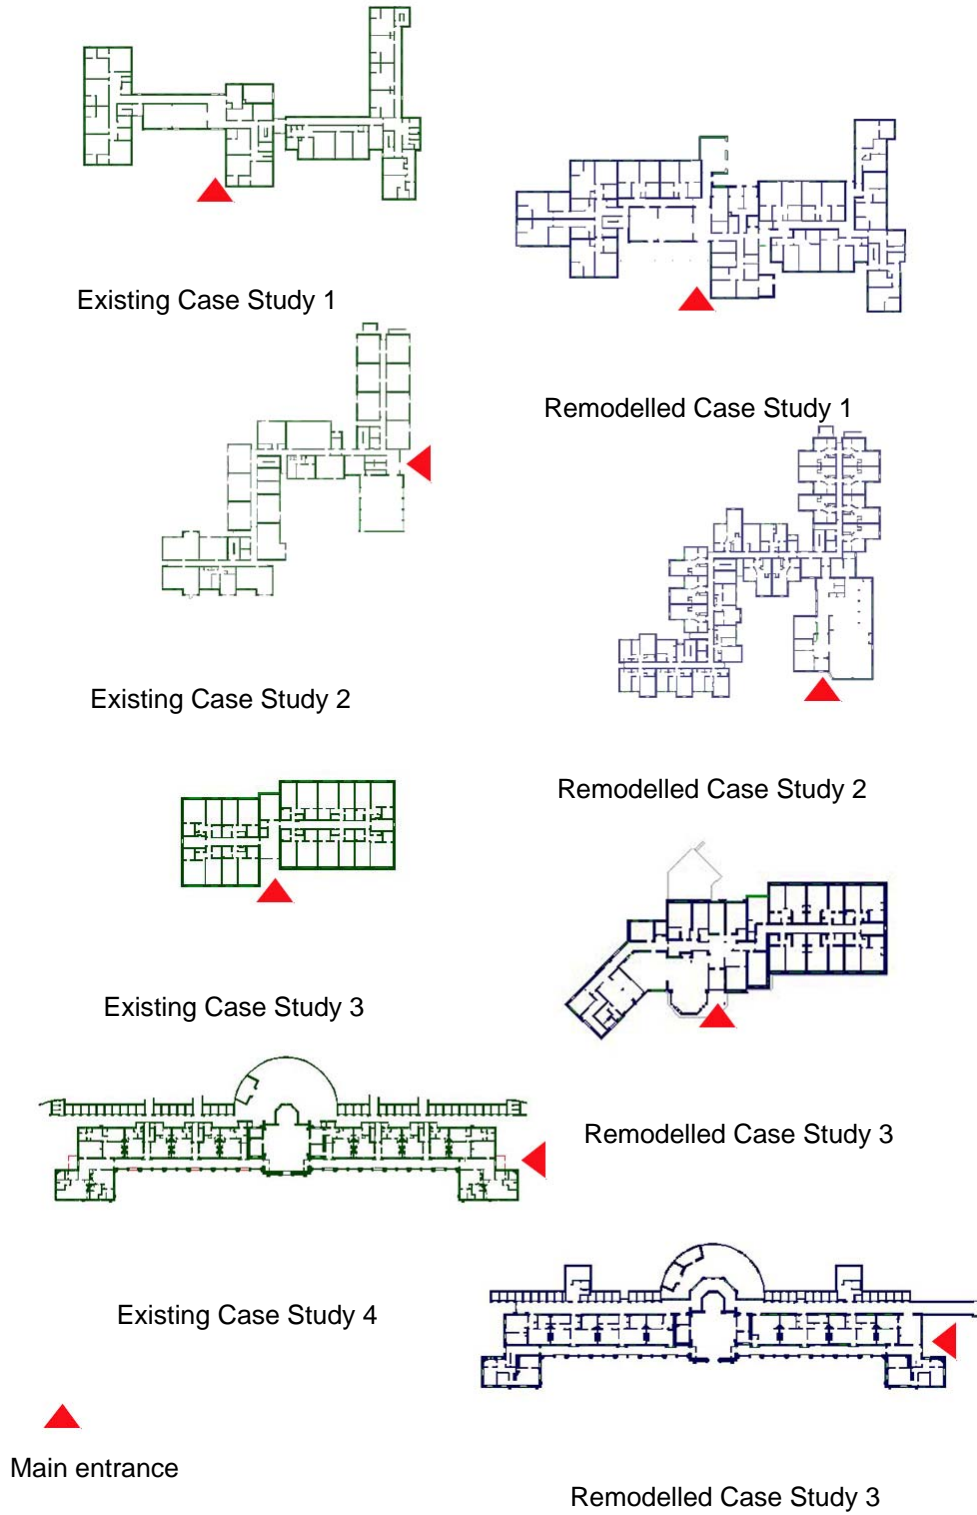 Existing Case Study 1
Remodelled Case Study 1
Existing Case Study 2
Remodelled Case Study 2
Existing Case Study 3
Remodelled Case Study 3
Existing Case Study 4
Main entrance
Remodelled Case Study 3